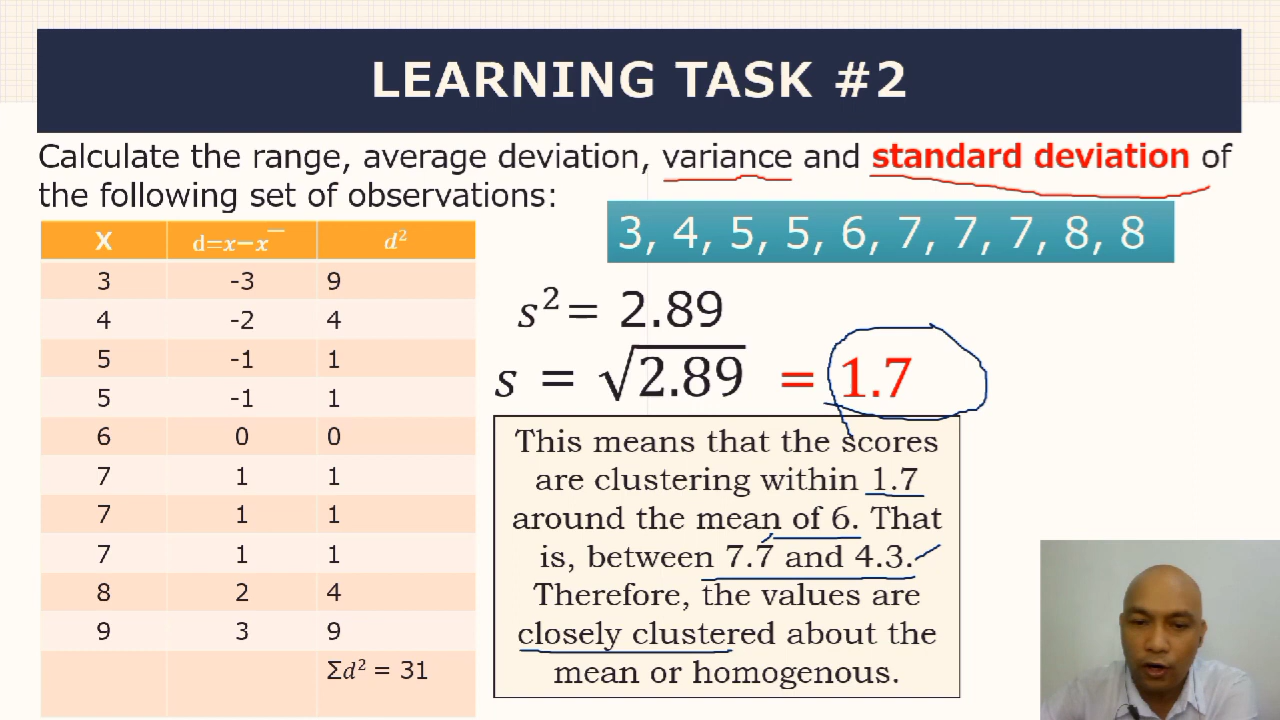 LEARNING TASK #2
Calculate the range, average deviation, variance and standard deviation of
the following set of observations:
3, 4, 5, 5, 6, 7, 7, 7, 8, 8
X d=x−x̅ d²
3 -3 9
4 -2 4
5 -1 1
5 -1 1
6 0 0
7 1 1
7 1 1
7 1 1
8 2 4
9 3 9
Σd² = 31
s² = 2.89
s = √2.89 = 1.7
This means that the scores
are clustering within 1.7
around the mean of 6. That
is, between 7.7 and 4.3.
Therefore, the values are
closely clustered about the
mean or homogenous.